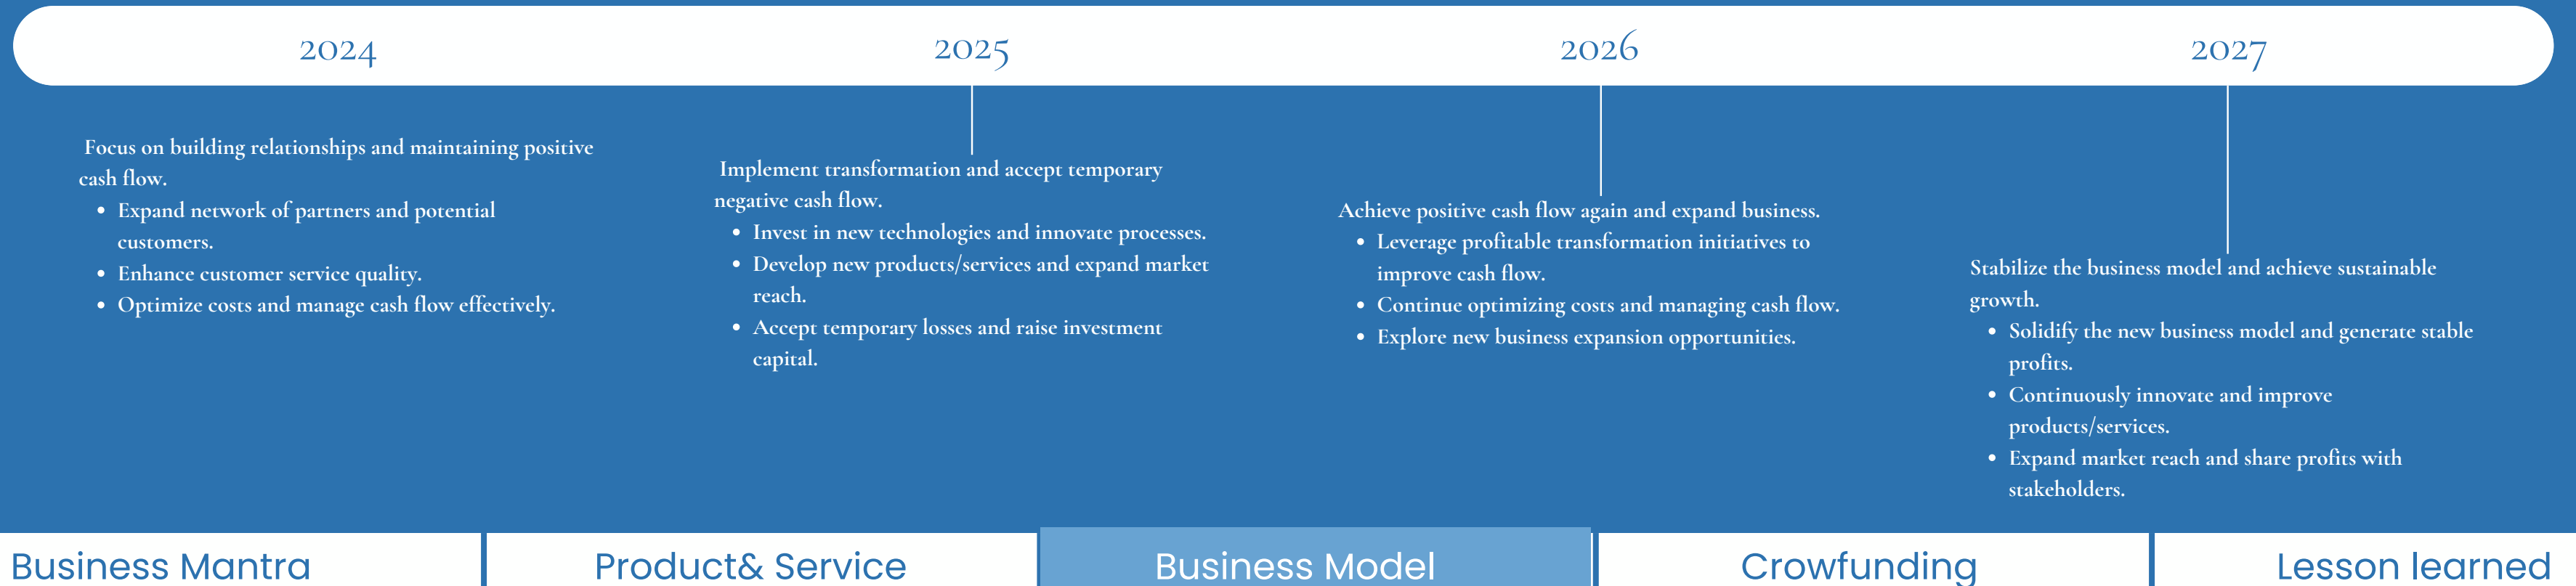 2024
2025
2026
2027
Focus on building relationships and maintaining positive
cash flow.
• Expand network of partners and potential
customers.
• Enhance customer service quality.
• Optimize costs and manage cash flow effectively.
Implement transformation and accept temporary
negative cash flow.
• Invest in new technologies and innovate processes.
• Develop new products/services and expand market
reach.
• Accept temporary losses and raise investment
capital.
Achieve positive cash flow again and expand business.
• Leverage profitable transformation initiatives to
improve cash flow.
• Continue optimizing costs and managing cash flow.
• Explore new business expansion opportunities.
Stabilize the business model and achieve sustainable
growth.
• Solidify the new business model and generate stable
profits.
• Continuously innovate and improve
products/services.
• Expand market reach and share profits with
stakeholders.
Business Mantra
Product& Service
Business Model
Crowfunding
Lesson learned